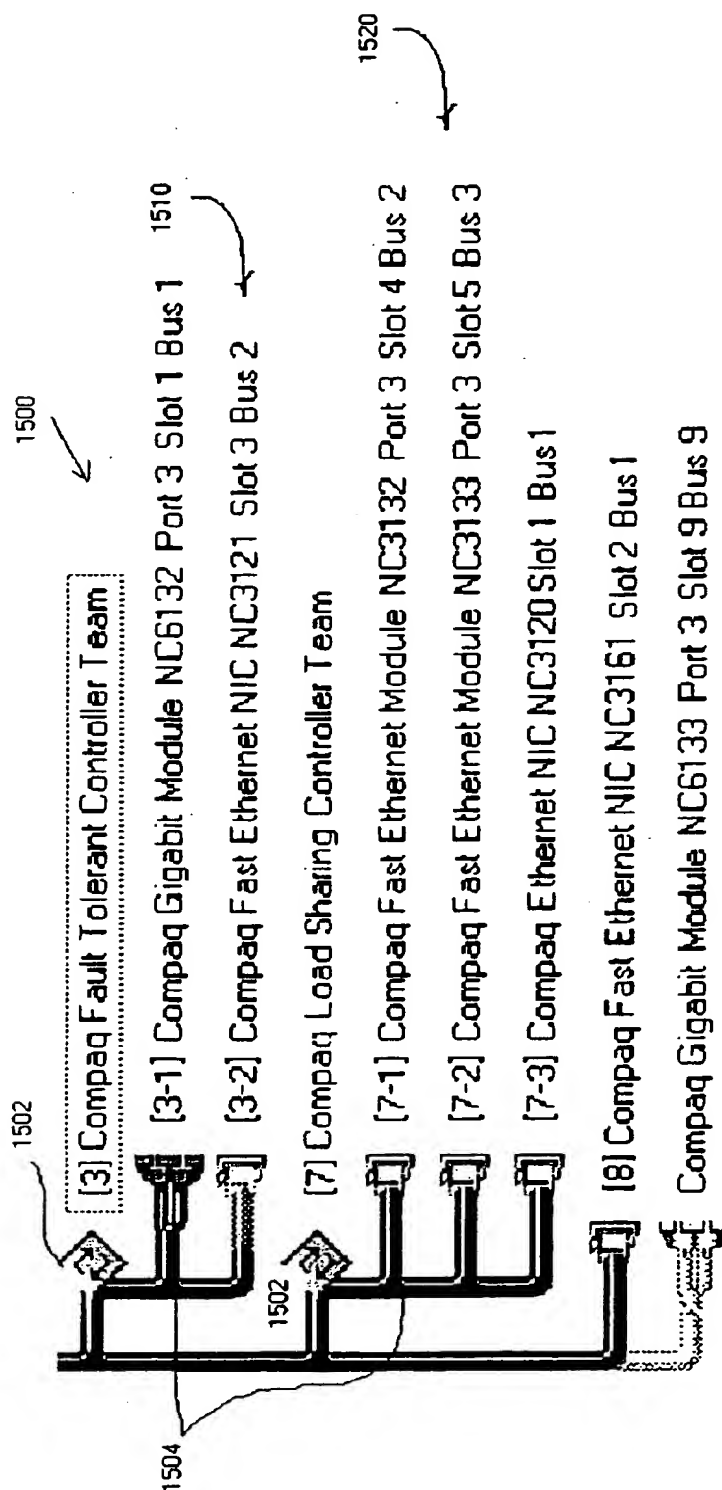 1500
1502
[3] Compaq Fault Tolerant Controller Team
[3-1] Compaq Gigabit Module NC6132 Port 3 Slot 1 Bus 1
1510
[3-2] Compaq Fast Ethernet NIC NC3121 Slot 3 Bus 2
1502
[7] Compaq Load Sharing Controller Team
1504
[7-1] Compaq Fast Ethernet Module NC3132 Port 3 Slot 4 Bus 2
1520
[7-2] Compaq Fast Ethernet Module NC3133 Port 3 Slot 5 Bus 3
[7-3] Compaq Ethernet NIC NC3120 Slot 1 Bus 1
[8] Compaq Fast Ethernet NIC NC3161 Slot 2 Bus 1
Compaq Gigabit Module NC6133 Port 3 Slot 9 Bus 9